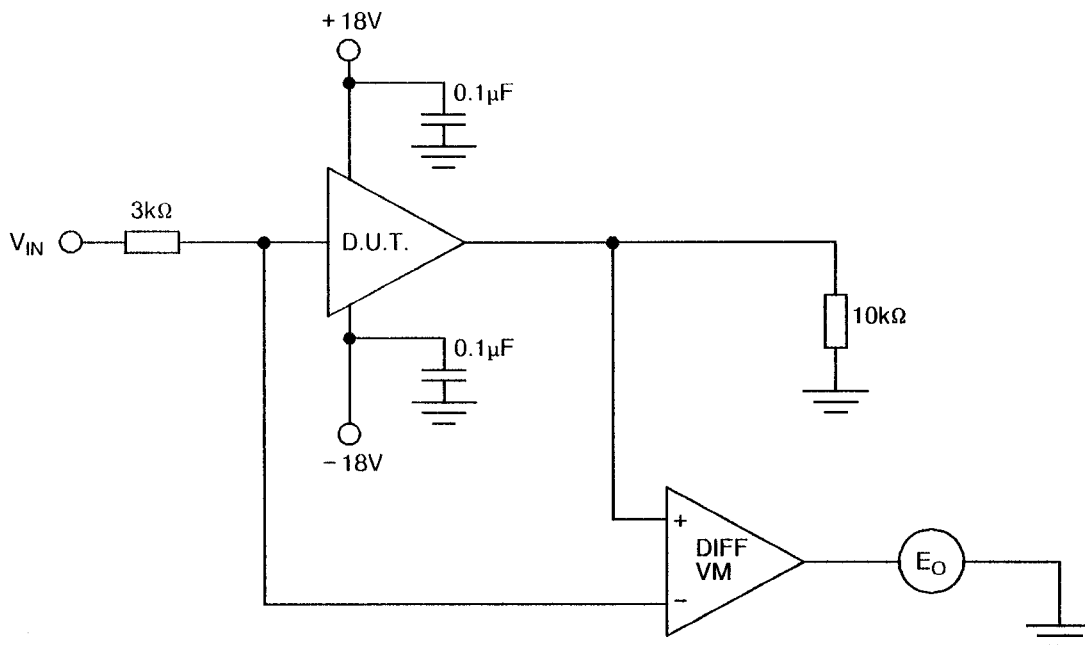 +18V
0.1µF
3kΩ
V_IN
D.U.T.
10kΩ
0.1µF
−18V
+
DIFF
VM
−
E_O